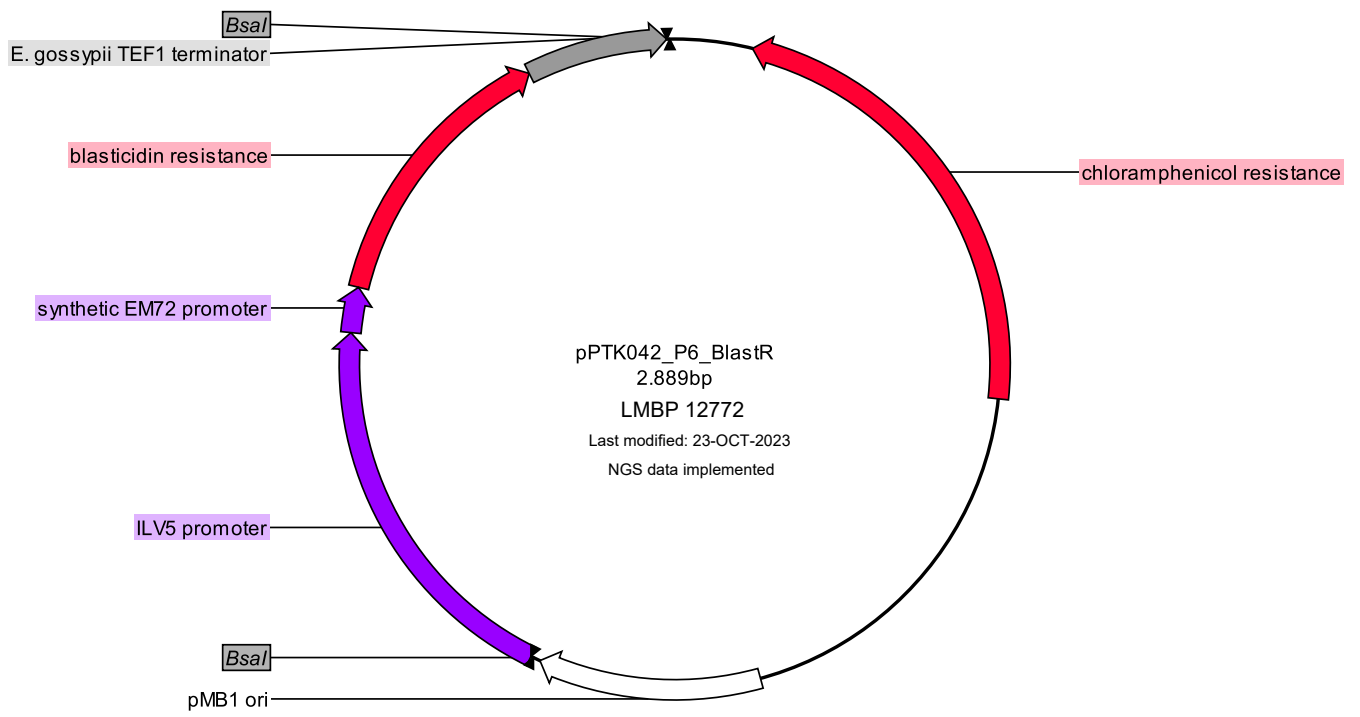 BsaI
E. gossypii TEF1 terminator
blasticidin resistance
chloramphenicol resistance
synthetic EM72 promoter
pPTK042_P6_BlastR
2.889bp
LMBP 12772
Last modified: 23-OCT-2023
NGS data implemented
ILV5 promoter
BsaI
pMB1 ori